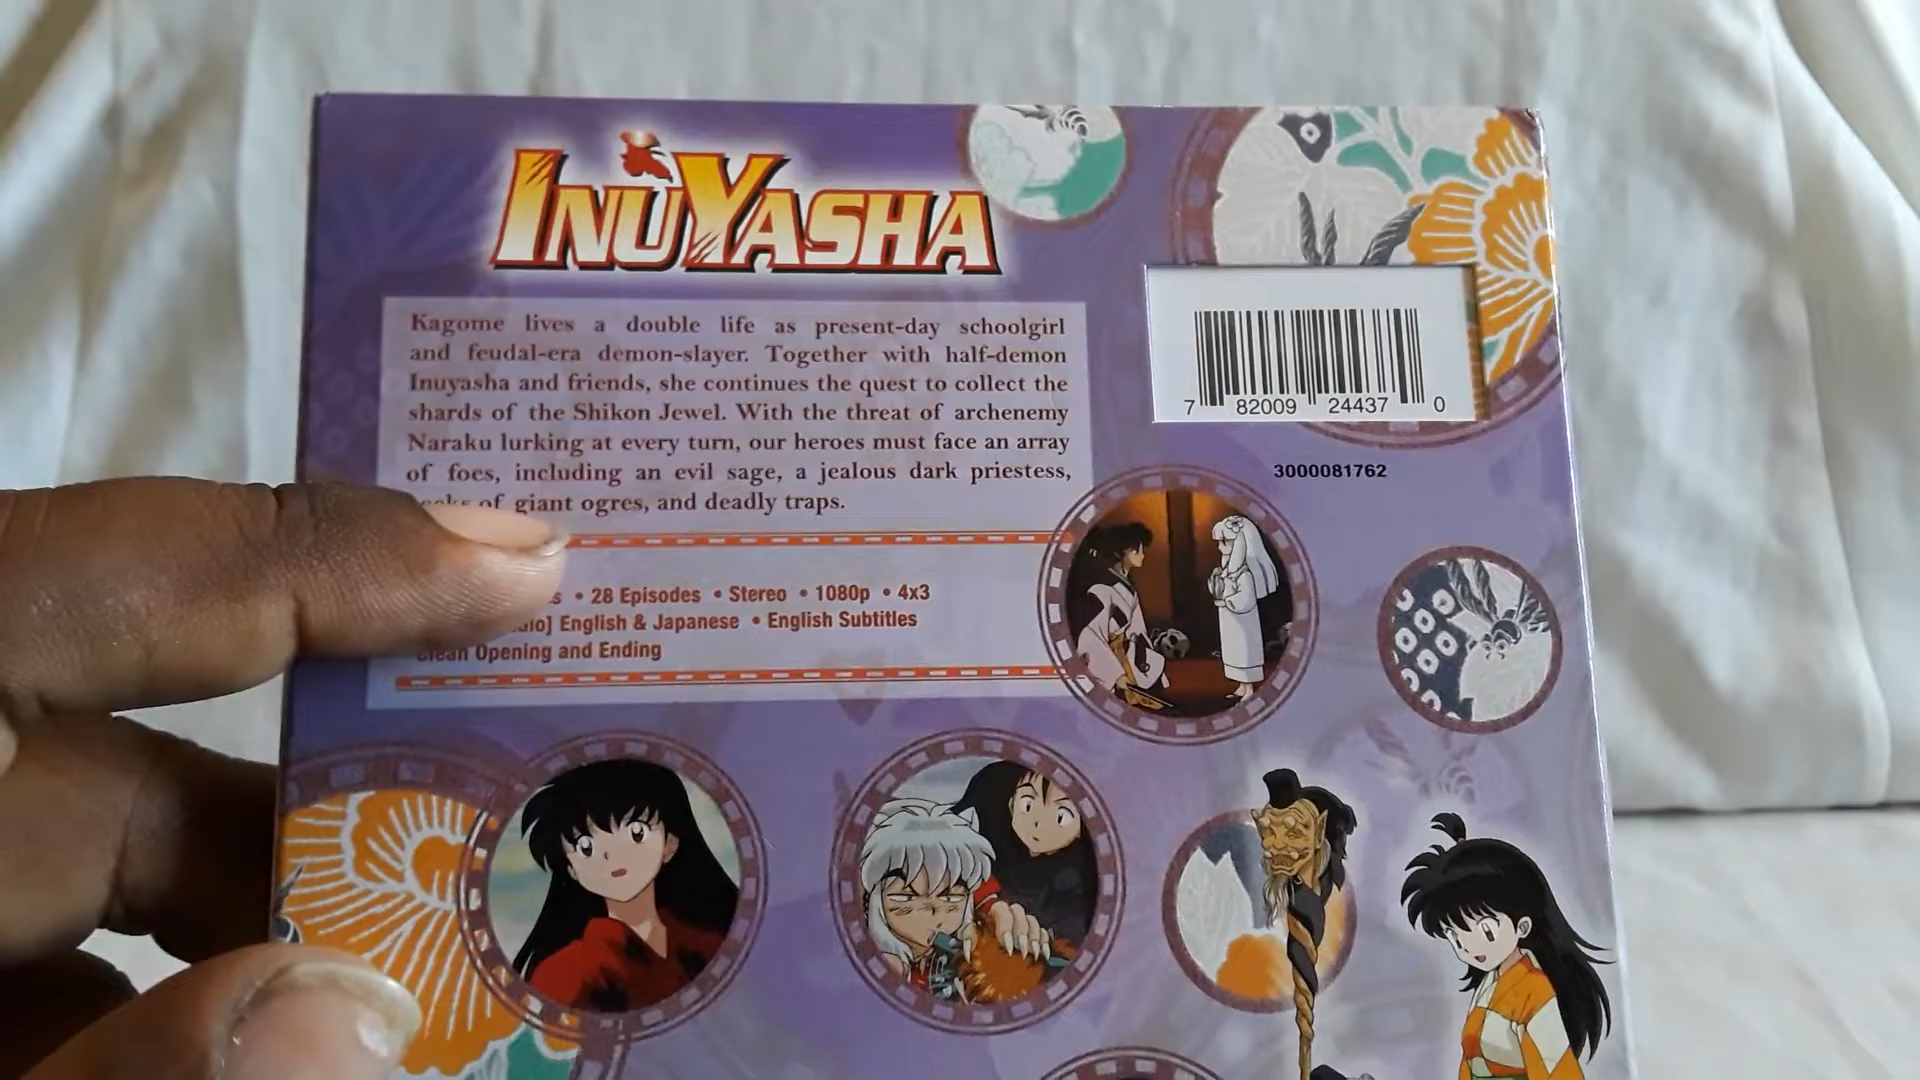 INUYASHA
Kagome lives a double life as present-day schoolgirl
and feudal-era demon-slayer. Together with half-demon
Inuyasha and friends, she continues the quest to collect the
shards of the Shikon Jewel. With the threat of archenemy
Naraku lurking at every turn, our heroes must face an array
of foes, including an evil sage, a jealous dark priestess,
of giant ogres, and deadly traps.
• 28 Episodes • Stereo • 1080p • 4x3
English & Japanese • English Subtitles
Clean Opening and Ending
7 82009 24437 0
3000081762